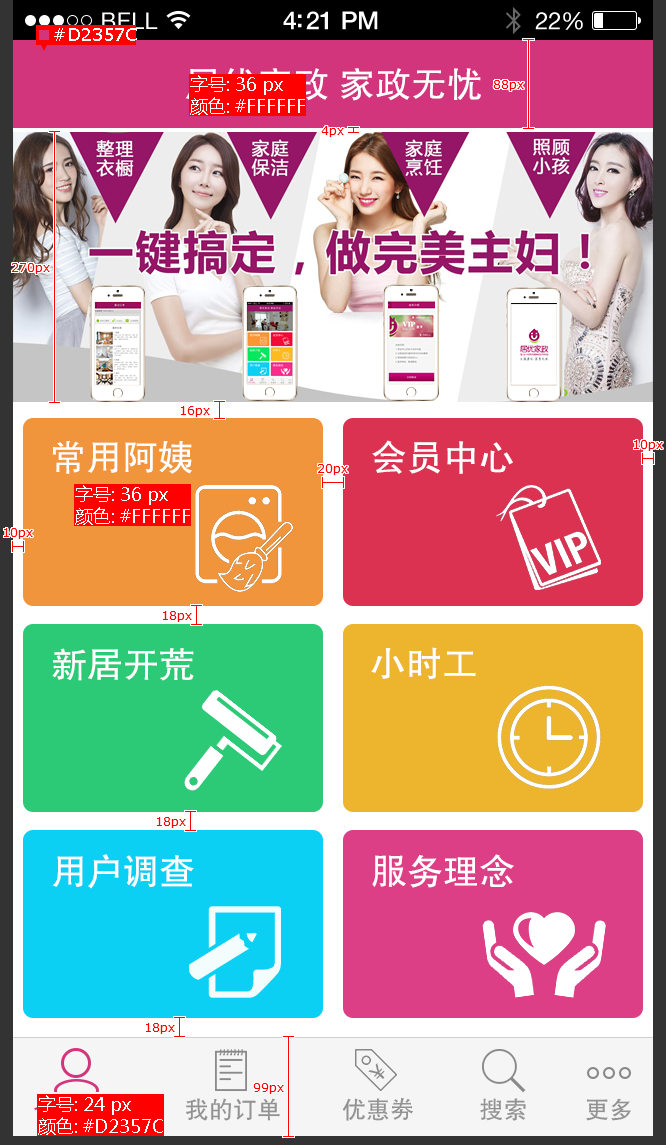 BELL
4:21 PM
22%
#D2357C
家政无忧
字号: 36 px
颜色: #FFFFFF
88px
4px
整理
衣橱
家庭
保洁
家庭
烹饪
照顾
小孩
270px
一键搞定，做完美主妇！
VIP
居优家政
16px
常用阿姨
会员中心
字号: 36 px
颜色: #FFFFFF
20px
10px
10px
VIP
18px
新居开荒
小时工
18px
用户调查
服务理念
18px
99px
字号: 24 px
颜色: #D2357C
我的订单
优惠券
搜索
更多